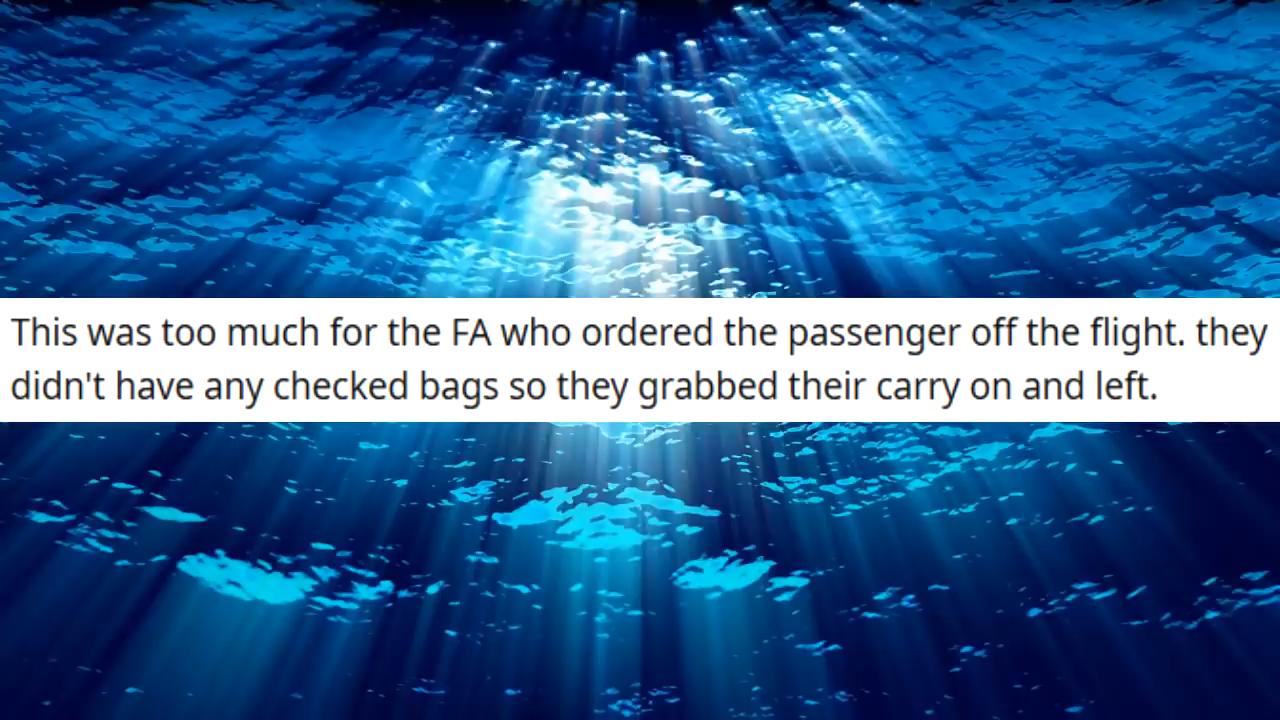 This was too much for the FA who ordered the passenger off the flight. they
didn't have any checked bags so they grabbed their carry on and left.